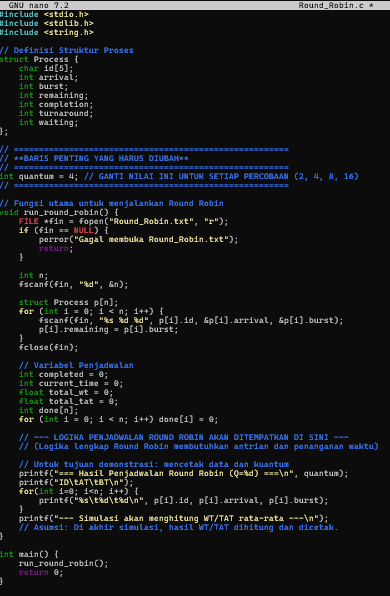 GNU nano 7.2 Round_Robin.c *
#include <stdio.h>
#include <stdlib.h>
#include <string.h>

// Definisi Struktur Proses
struct Process {
    char id[5];
    int arrival;
    int burst;
    int remaining;
    int completion;
    int turnaround;
    int waiting;
};

// =======================================================
// **BARIS PENTING YANG HARUS DIUBAH**
// =======================================================
int quantum = 4; // GANTI NILAI INI UNTUK SETIAP PERCOBAAN (2, 4, 8, 16)
// =======================================================

// Fungsi utama untuk menjalankan Round Robin
void run_round_robin() {
    FILE *fin = fopen("Round_Robin.txt", "r");
    if (fin == NULL) {
        perror("Gagal membuka Round_Robin.txt");
        return;
    }

    int n;
    fscanf(fin, "%d", &n);

    struct Process p[n];
    for (int i = 0; i < n; i++) {
        fscanf(fin, "%s %d %d", p[i].id, &p[i].arrival, &p[i].burst);
        p[i].remaining = p[i].burst;
    }
    fclose(fin);

    // Variabel Penjadwalan
    int completed = 0;
    int current_time = 0;
    float total_wt = 0;
    float total_tat = 0;
    int done[n];
    for (int i = 0; i < n; i++) done[i] = 0;

    // --- LOGIKA PENJADWALAN ROUND ROBIN AKAN DITEMPATKAN DI SINI ---
    // (Logika lengkap Round Robin membutuhkan antrian dan penanganan waktu)

    // Untuk tujuan demonstrasi: mencetak data dan kuantum
    printf("=== Hasil Penjadwalan Round Robin (Q=%d) ===\n", quantum);
    printf("ID\tAT\tBT\n");
    for(int i=0; i<n; i++) {
        printf("%s\t%d\t%d\n", p[i].id, p[i].arrival, p[i].burst);
    }
    printf("--- Simulasi akan menghitung WT/TAT rata-rata ---\n");
    // Asumsi: Di akhir simulasi, hasil WT/TAT dihitung dan dicetak.
}

int main() {
    run_round_robin();
    return 0;
}